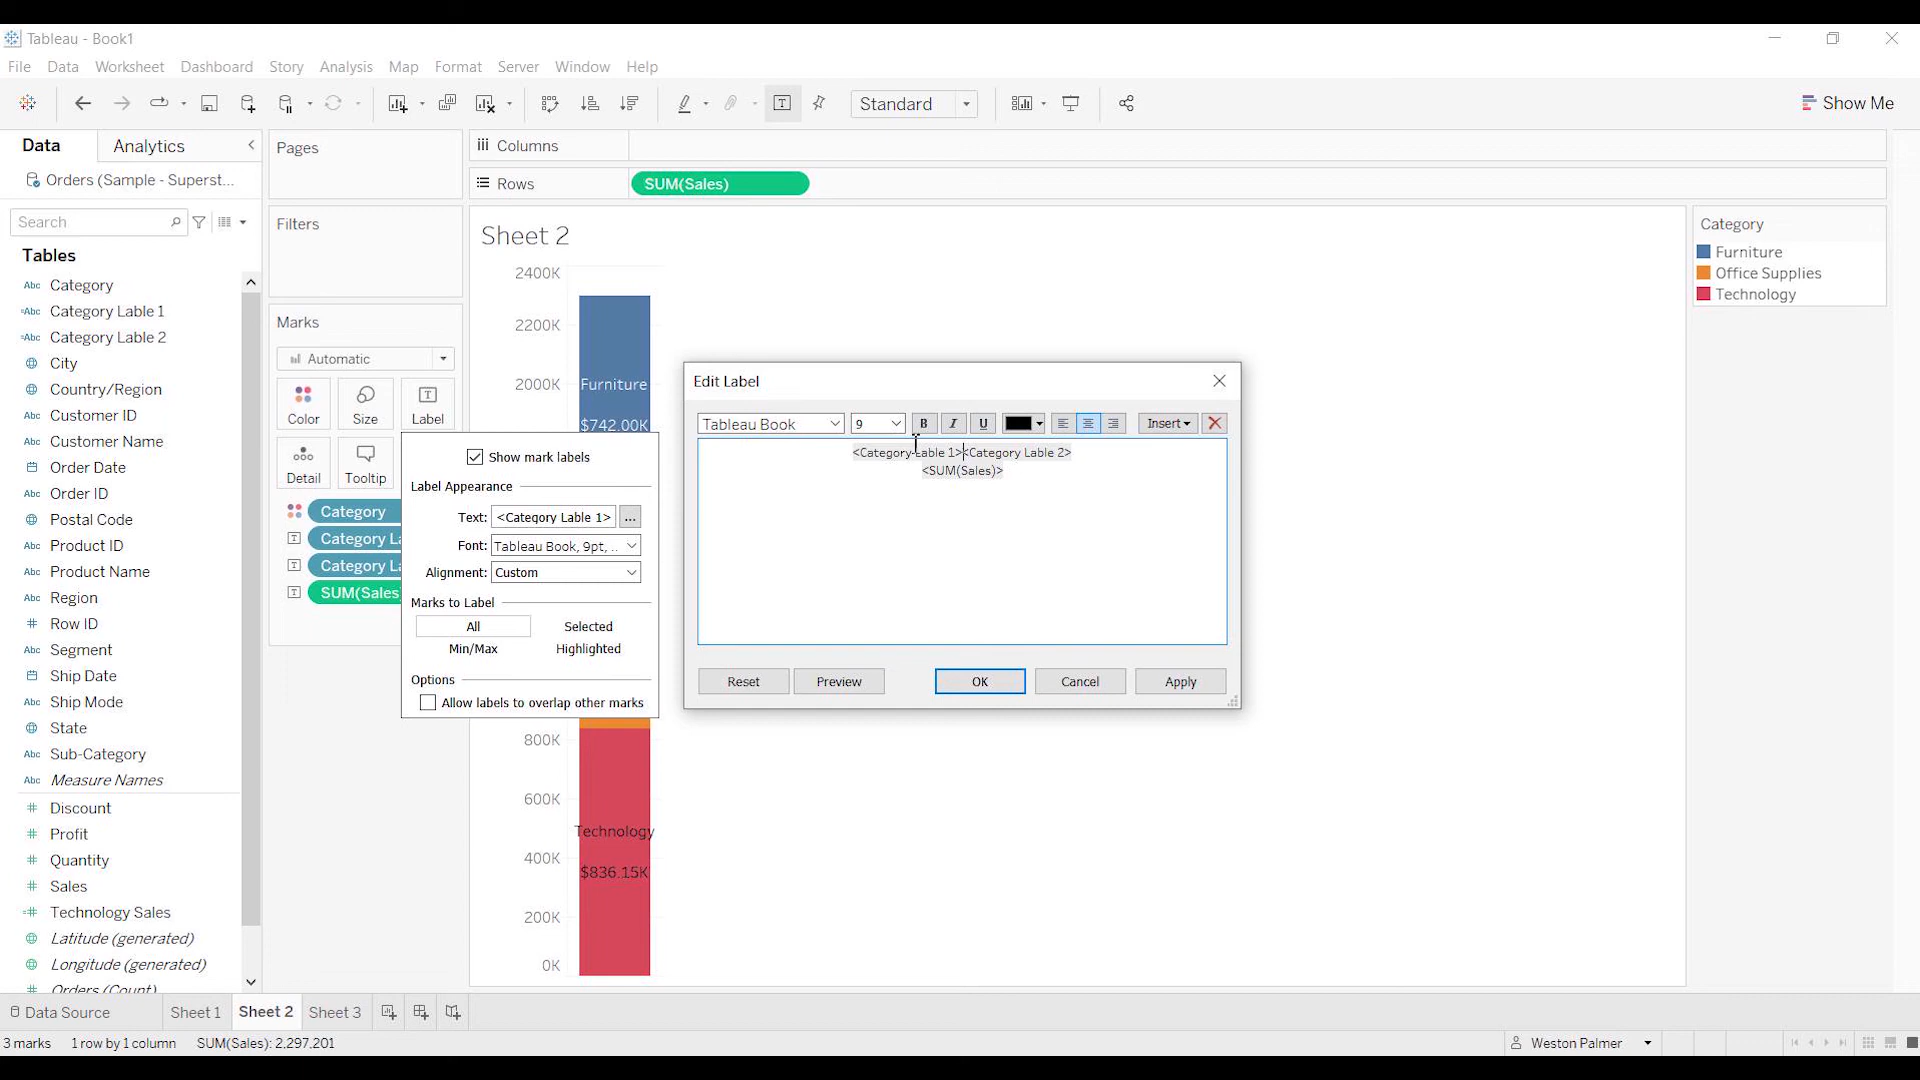 Tableau - Book1
File Data Worksheet Dashboard Story Analysis Map Format Server Window Help
Standard
Show Me
Data
Analytics
Orders (Sample - Superst...
Search
Tables
Category
Category Lable 1
Category Lable 2
City
Country/Region
Customer ID
Customer Name
Order Date
Order ID
Postal Code
Product ID
Product Name
Region
Row ID
Segment
Ship Date
Ship Mode
State
Sub-Category
Measure Names
Discount
Profit
Quantity
Sales
Technology Sales
Latitude (generated)
Longitude (generated)
Orders (Count)
Pages
Filters
Marks
Automatic
Color Size Label
Detail Tooltip
Category
Category La
Category La
SUM(Sales
Columns
Rows
SUM(Sales)
Sheet 2
2400K
2200K
2000K
800K
600K
400K
200K
0K
Furniture
$742.00K
Technology
$836.15K
Show mark labels
Label Appearance
Text: <Category Lable 1>
...
Font: Tableau Book, 9pt, ..
Alignment: Custom
Marks to Label
All Selected
Min/Max Highlighted
Options
Allow labels to overlap other marks
Edit Label
Tableau Book
9
B I U
Insert
<Category Lable 1><Category Lable 2>
<SUM(Sales)>
Reset Preview OK Cancel Apply
Category
Furniture
Office Supplies
Technology
Data Source Sheet 1 Sheet 2 Sheet 3
3 marks 1 row by 1 column SUM(Sales): 2,297,201
Weston Palmer